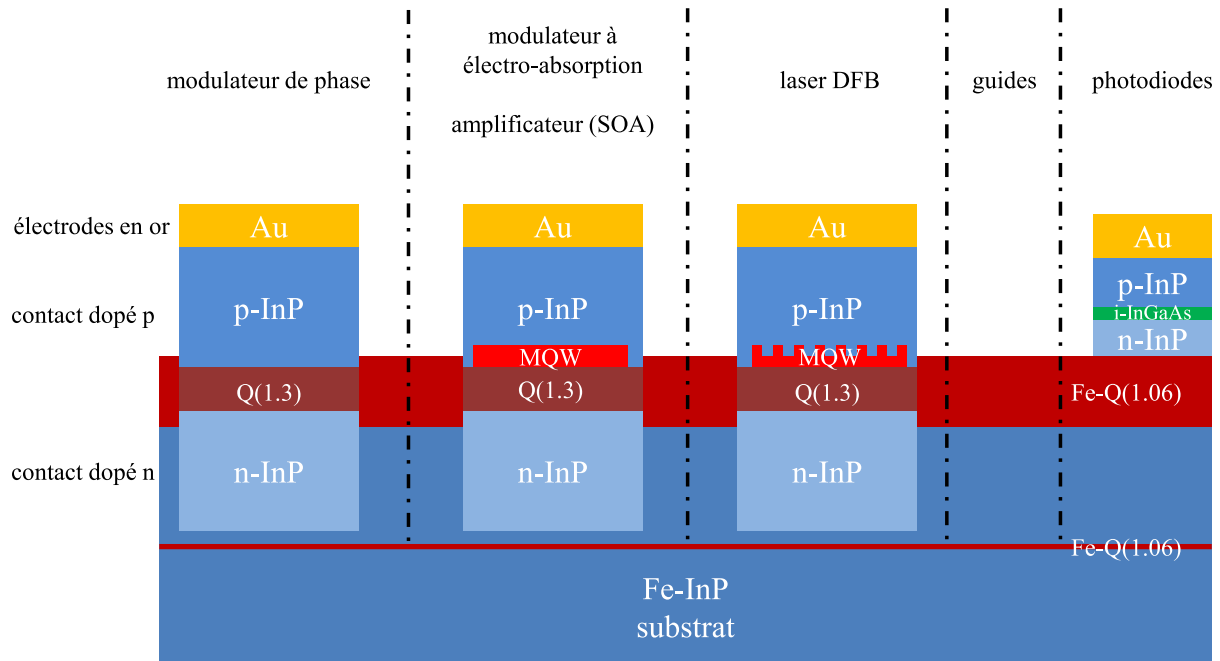 modulateur de phase
modulateur à
électro-absorption
amplificateur (SOA)
laser DFB
guides
photodiodes
électrodes en or
Au
Au
Au
Au
contact dopé p
p-InP
p-InP
p-InP
p-InP
i-InGaAs
n-InP
MQW
MQW
Q(1.3)
Q(1.3)
Q(1.3)
Fe-Q(1.06)
contact dopé n
n-InP
n-InP
n-InP
Fe-Q(1.06)
Fe-InP
substrat